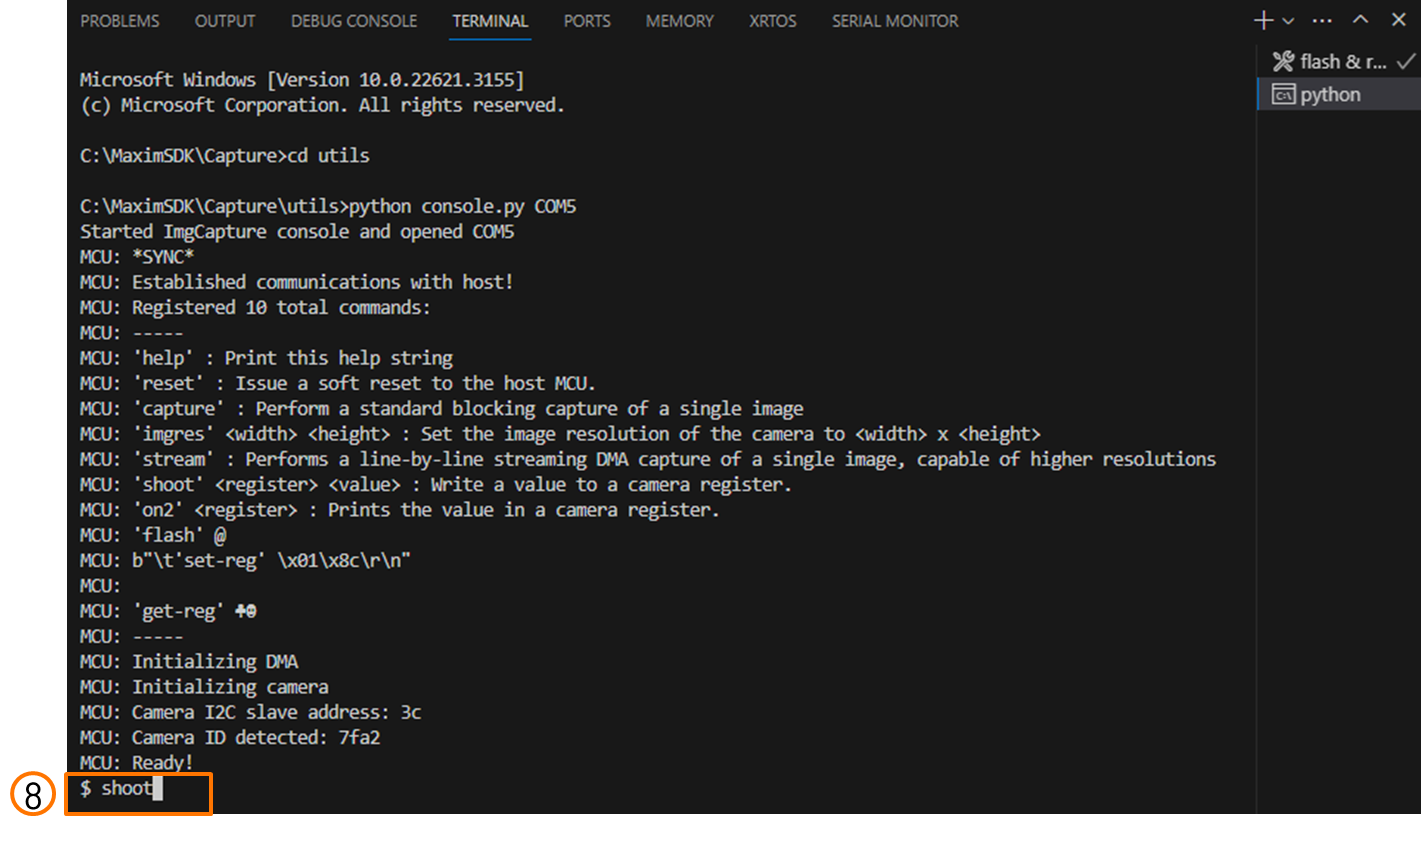 PROBLEMS OUTPUT DEBUG CONSOLE TERMINAL PORTS MEMORY XRTOS SERIAL MONITOR
flash & r...
python
Microsoft Windows [Version 10.0.22621.3155]
(c) Microsoft Corporation. All rights reserved.
C:\MaximSDK\Capture>cd utils
C:\MaximSDK\Capture\utils>python console.py COM5
Started ImgCapture console and opened COM5
MCU: *SYNC*
MCU: Established communications with host!
MCU: Registered 10 total commands:
MCU: -----
MCU: 'help' : Print this help string
MCU: 'reset' : Issue a soft reset to the host MCU.
MCU: 'capture' : Perform a standard blocking capture of a single image
MCU: 'imgres' <width> <height> : Set the image resolution of the camera to <width> x <height>
MCU: 'stream' : Performs a line-by-line streaming DMA capture of a single image, capable of higher resolutions
MCU: 'shoot' <register> <value> : Write a value to a camera register.
MCU: 'on2' <register> : Prints the value in a camera register.
MCU: 'flash' @
MCU: b"\t'set-reg' \x01\x8c\r\n"
MCU:
MCU: 'get-reg'
MCU: -----
MCU: Initializing DMA
MCU: Initializing camera
MCU: Camera I2C slave address: 3c
MCU: Camera ID detected: 7fa2
MCU: Ready!
8
$ shoot